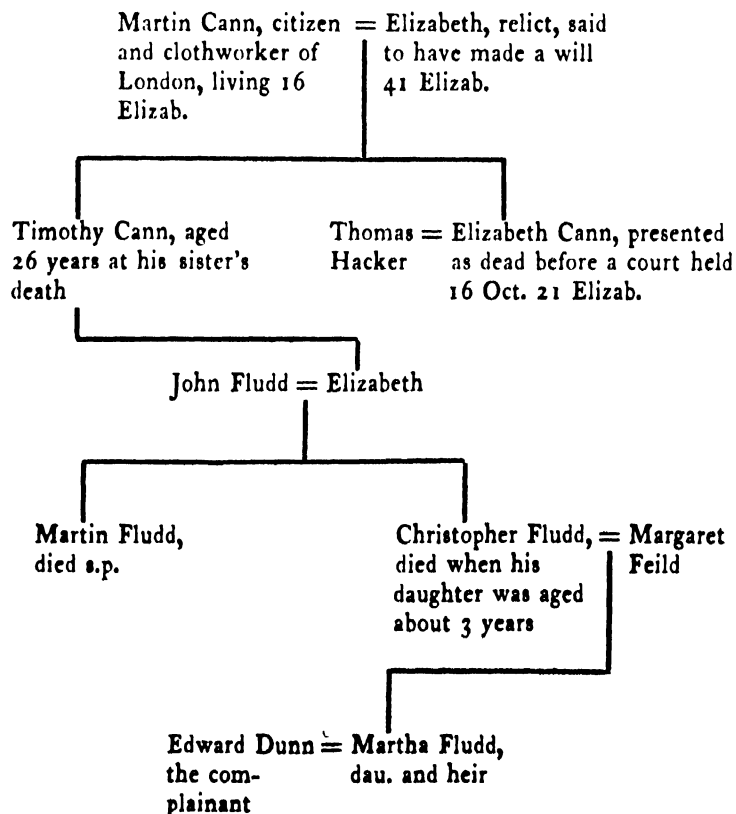 Martin Cann, citizen = Elizabeth, relict, said
and clothworker of to have made a will
London, living 16 41 Elizab.
Elizab.
Timothy Cann, aged
26 years at his sister's
death
Thomas = Elizabeth Cann, presented
Hacker as dead before a court held
16 Oct. 21 Elizab.
John Fludd = Elizabeth
Martin Fludd,
died s.p.
Christopher Fludd, = Margaret
died when his Feild
daughter was aged
about 3 years
Edward Dunn = Martha Fludd,
the com- dau. and heir
plainant